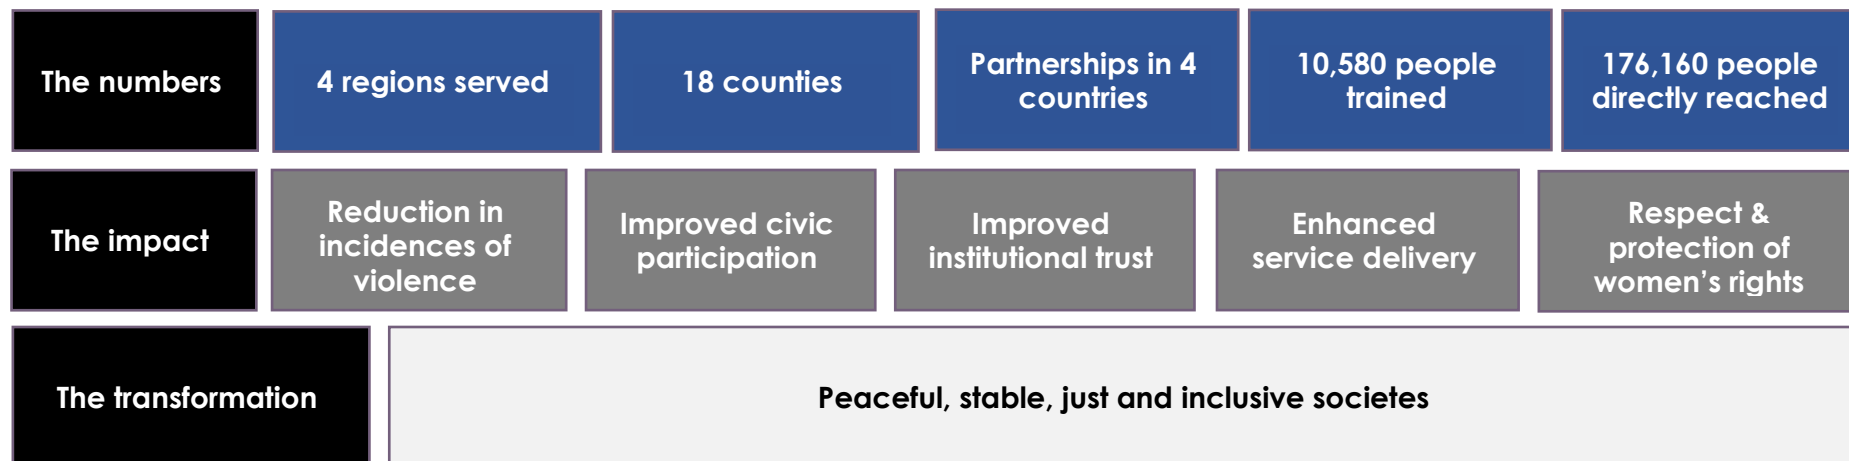 The numbers
4 regions served
18 counties
Partnerships in 4
countries
10,580 people
trained
176,160 people
directly reached
The impact
Reduction in
incidences of
violence
Improved civic
participation
Improved
institutional trust
Enhanced
service delivery
Respect &
protection of
women’s rights
The transformation
Peaceful, stable, just and inclusive societes